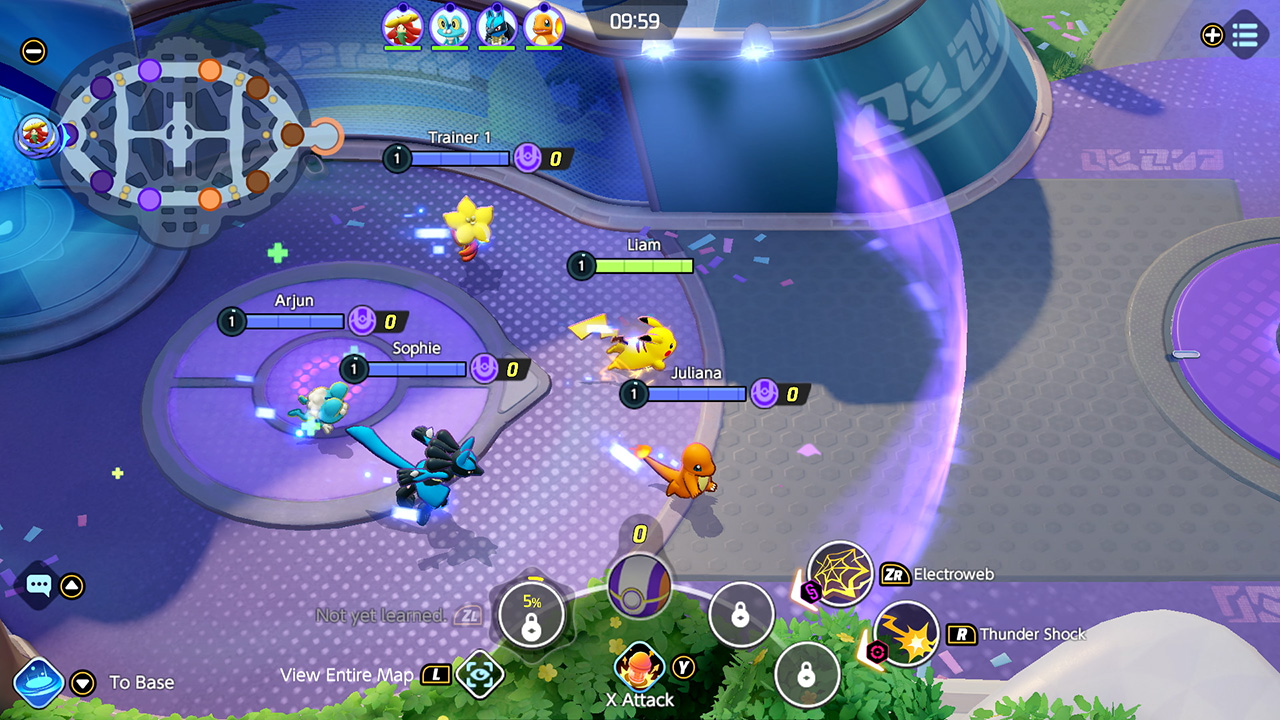 09:59
Trainer 1
1
0
Liam
1
Arjun
1
0
Sophie
1
0
Juliana
1
0
0
ZR Electroweb
5%
Not yet learned. ZL
R Thunder Shock
View Entire Map L
Y
To Base
X Attack